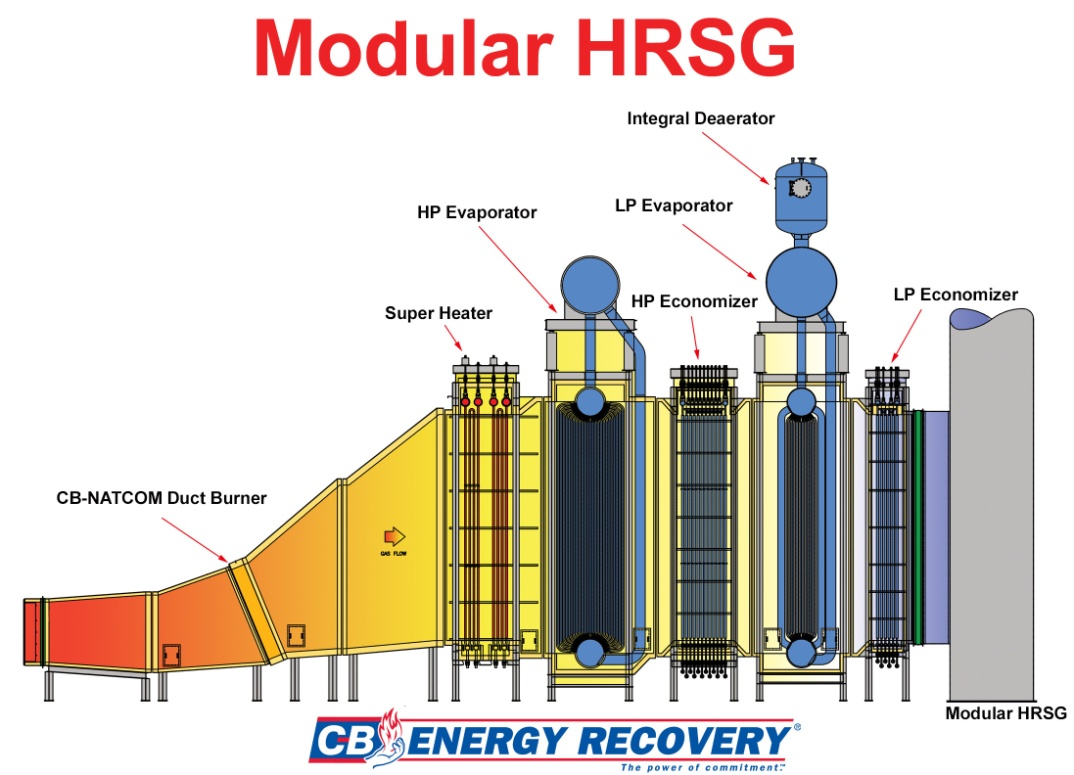 Modular HRSG
Integral Deaerator
LP Evaporator
HP Evaporator
HP Economizer
LP Economizer
Super Heater
CB-NATCOM Duct Burner
GAS FLOW
Modular HRSG
CB ENERGY RECOVERY®
The power of commitment.™